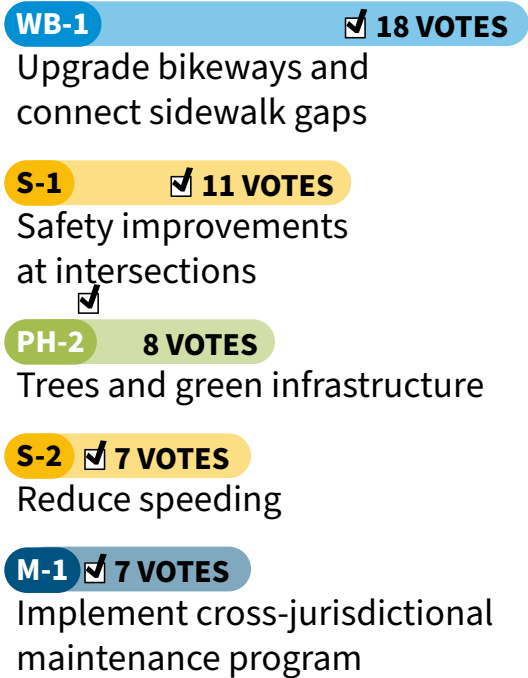 WB-1 18 VOTES
Upgrade bikeways and
connect sidewalk gaps
S-1 11 VOTES
Safety improvements
at intersections
PH-2 8 VOTES
Trees and green infrastructure
S-2 7 VOTES
Reduce speeding
M-1 7 VOTES
Implement cross-jurisdictional
maintenance program